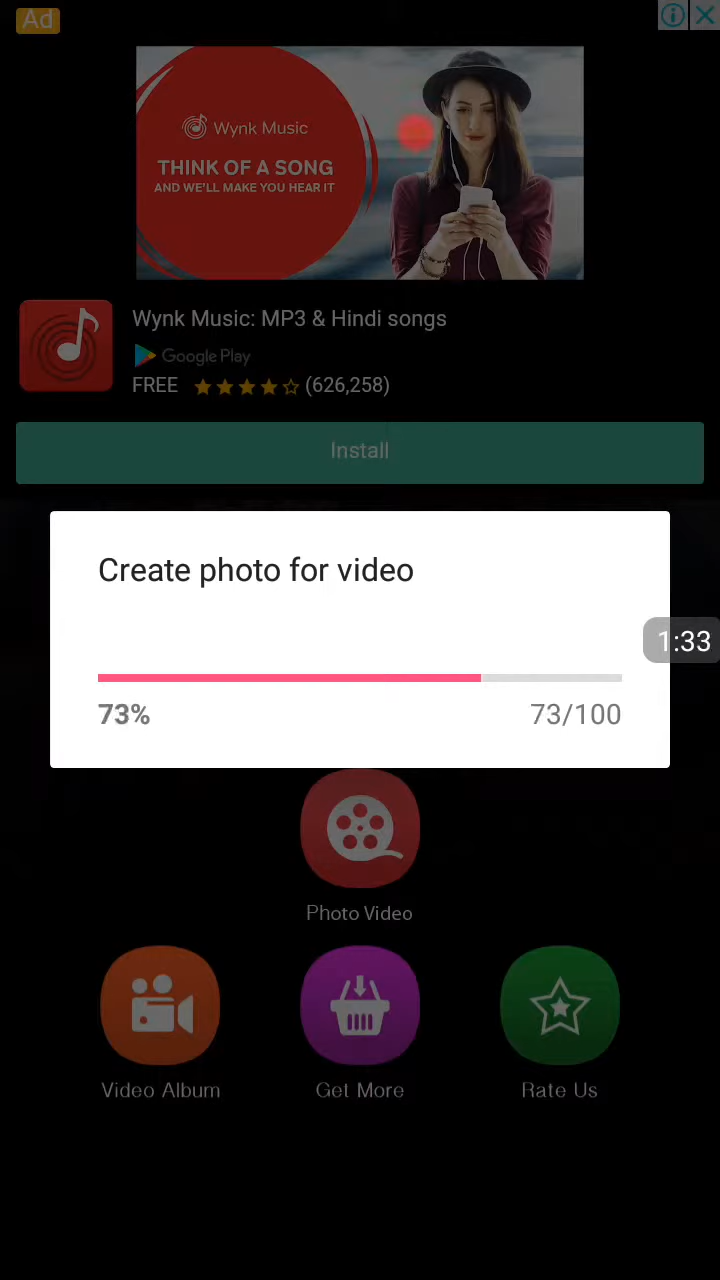 Ad
Wynk Music
THINK OF A SONG
AND WE'LL MAKE YOU HEAR IT
Wynk Music: MP3 & Hindi songs
Google Play
FREE (626,258)
Install
Create photo for video
1:33
73% 73/100
Photo Video
Video Album Get More Rate Us